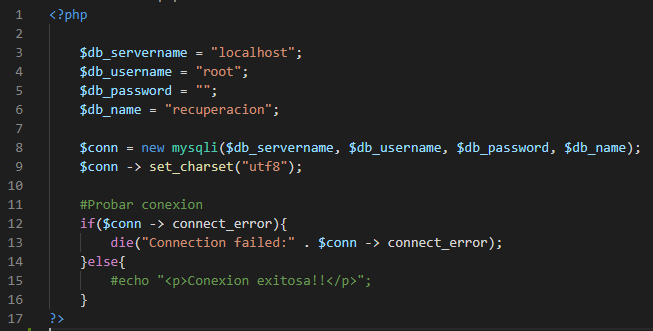 1 <?php
2
3     $db_servername = "localhost";
4     $db_username = "root";
5     $db_password = "";
6     $db_name = "recuperacion";
7
8     $conn = new mysqli($db_servername, $db_username, $db_password, $db_name);
9     $conn -> set_charset("utf8");
10
11     #Probar conexion
12     if($conn -> connect_error){
13         die("Connection failed:" . $conn -> connect_error);
14     }else{
15         #echo "<p>Conexion exitosa!!</p>";
16     }
17 ?>